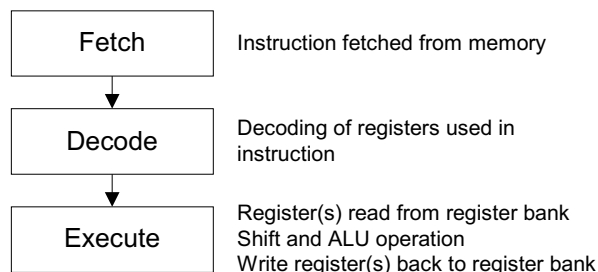 Fetch
Instruction fetched from memory
Decode
Decoding of registers used in
instruction
Execute
Register(s) read from register bank
Shift and ALU operation
Write register(s) back to register bank